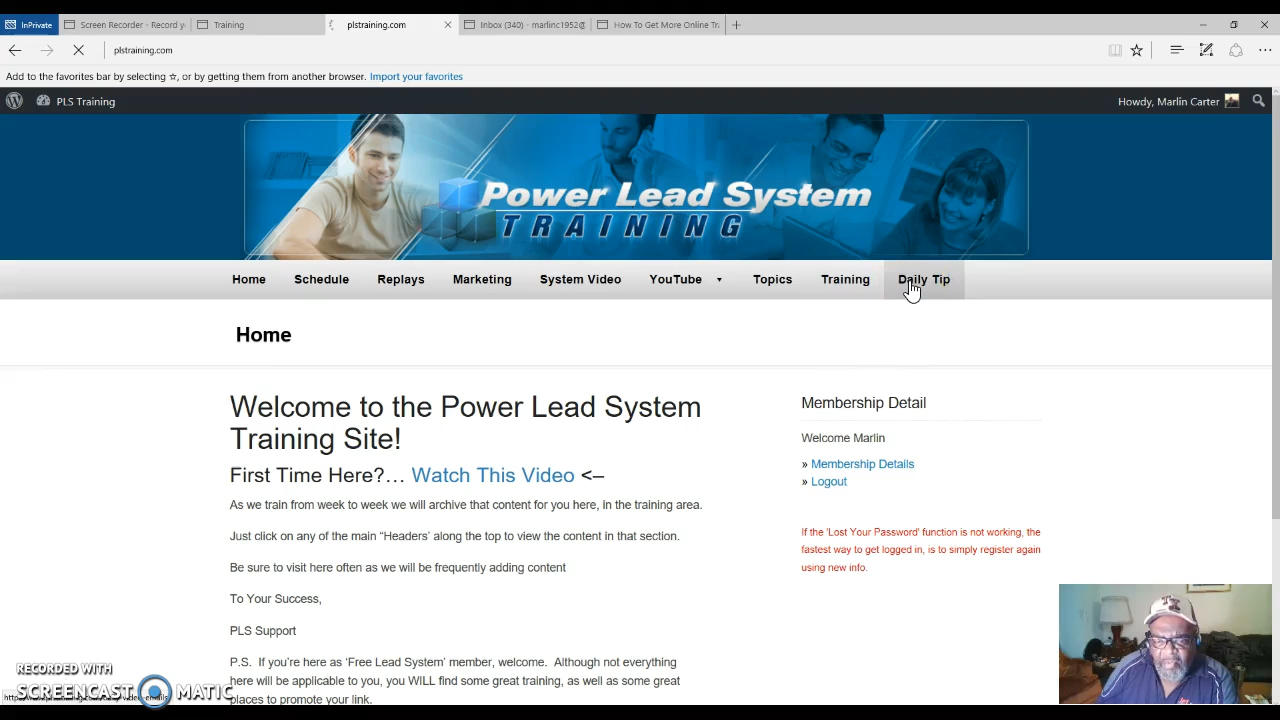 InPrivate
Screen Recorder - Record y
Training
plstraining.com
Inbox (340) - marlinc1952@
How To Get More Online Tr
plstraining.com
Add to the favorites bar by selecting ☆, or by getting them from another browser. Import your favorites
PLS Training
Howdy, Marlin Carter
Power Lead System
TRAINING
Home Schedule Replays Marketing System Video YouTube Topics Training Daily Tip
Home
Welcome to the Power Lead System
Training Site!
First Time Here?… Watch This Video <–
As we train from week to week we will archive that content for you here, in the training area.
Just click on any of the main “Headers’ along the top to view the content in that section.
Be sure to visit here often as we will be frequently adding content
To Your Success,
PLS Support
P.S. If you're here as ‘Free Lead System’ member, welcome. Although not everything
here will be applicable to you, you WILL find some great training, as well as some great
places to promote your link.
Membership Detail
Welcome Marlin
» Membership Details
» Logout
If the 'Lost Your Password' function is not working, the
fastest way to get logged in, is to simply register again
using new info.
RECORDED WITH
SCREENCAST MATIC